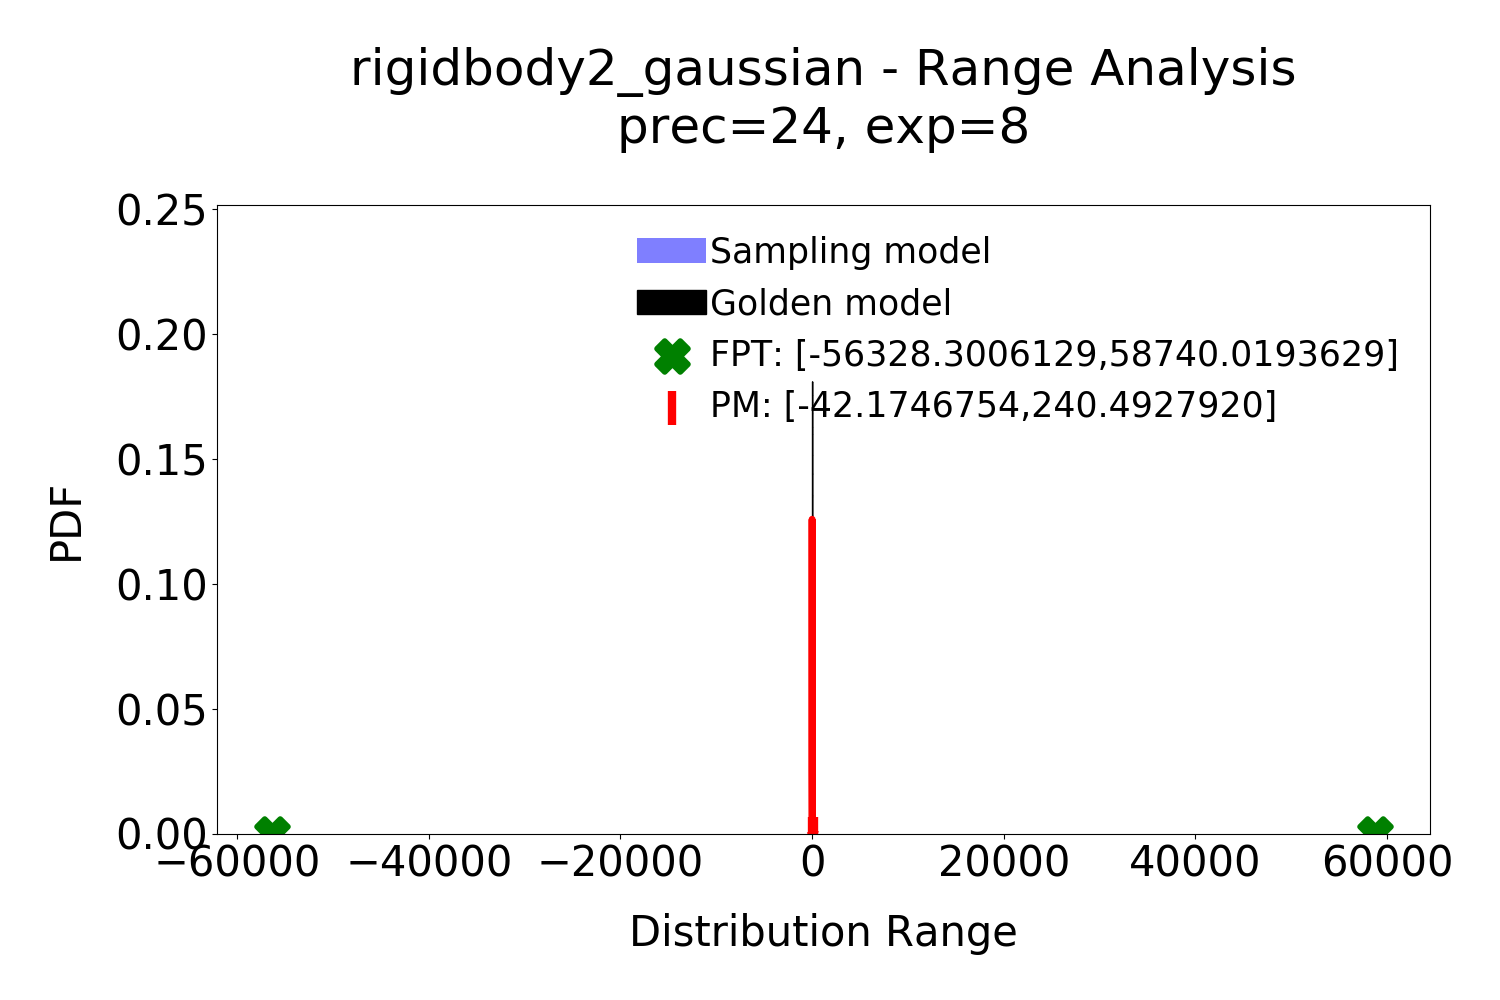 rigidbody2_gaussian - Range Analysis
prec=24, exp=8
0.25
0.20
0.15
0.10
0.05
0.00
PDF
Sampling model
Golden model
FPT: [-56328.3006129,58740.0193629]
PM: [-42.1746754,240.4927920]
−60000 −40000 −20000 0 20000 40000 60000
Distribution Range